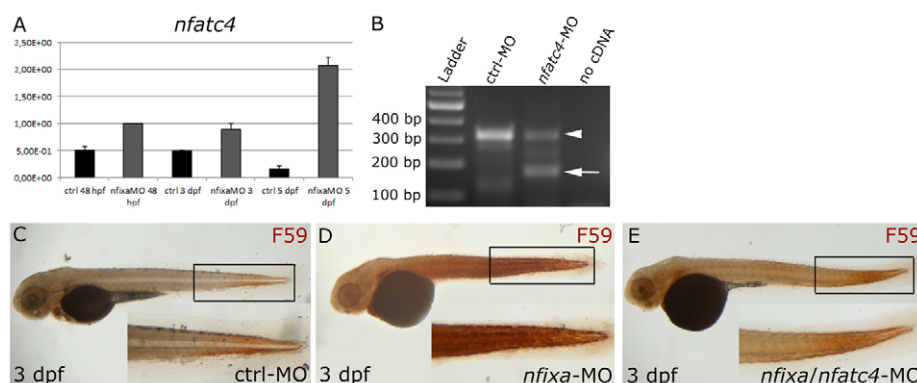 A
nfatc4
2,50E+00
2,00E+00
1,50E+00
1,00E+00
5,00E-01
0,00E+00
ctrl 48 hpf
nfixaMO 48 hpf
ctrl 3 dpf
nfixaMO 3 dpf
ctrl 5 dpf
nfixaMO 5 dpf
B
Ladder
ctrl-MO
nfatc4-MO
no cDNA
400 bp
300 bp
200 bp
100 bp
C
F59
3 dpf
ctrl-MO
D
F59
3 dpf
nfixa-MO
E
F59
3 dpf
nfixa/nfatc4-MO